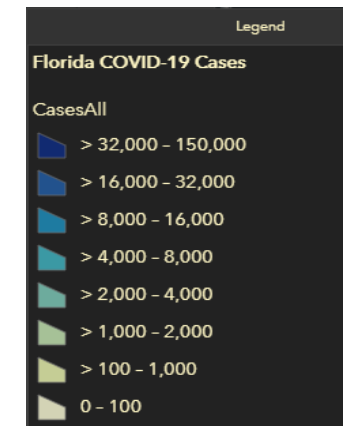 Legend
Florida COVID-19 Cases
CasesAll
> 32,000 – 150,000
> 16,000 – 32,000
> 8,000 – 16,000
> 4,000 – 8,000
> 2,000 – 4,000
> 1,000 – 2,000
> 100 – 1,000
0 – 100